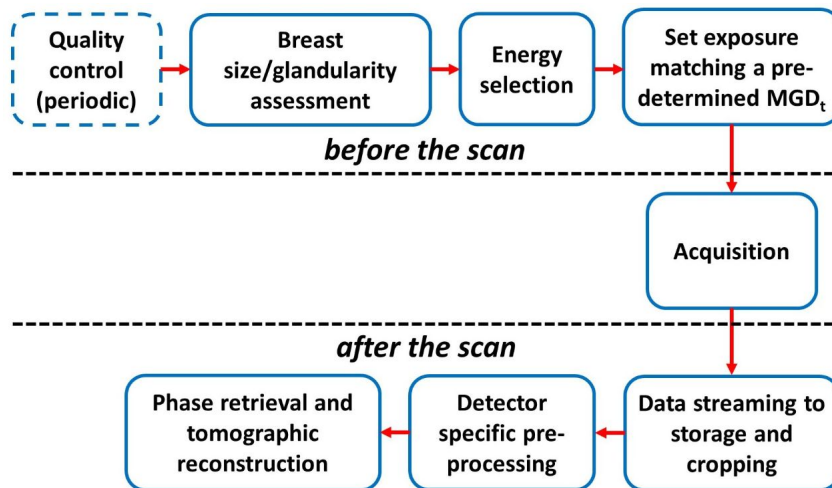 Quality
control
(periodic)
Breast
size/glandularity
assessment
Energy
selection
Set exposure
matching a pre-
determined MGDt
before the scan
Acquisition
after the scan
Data streaming to
storage and
cropping
Detector
specific pre-
processing
Phase retrieval and
tomographic
reconstruction